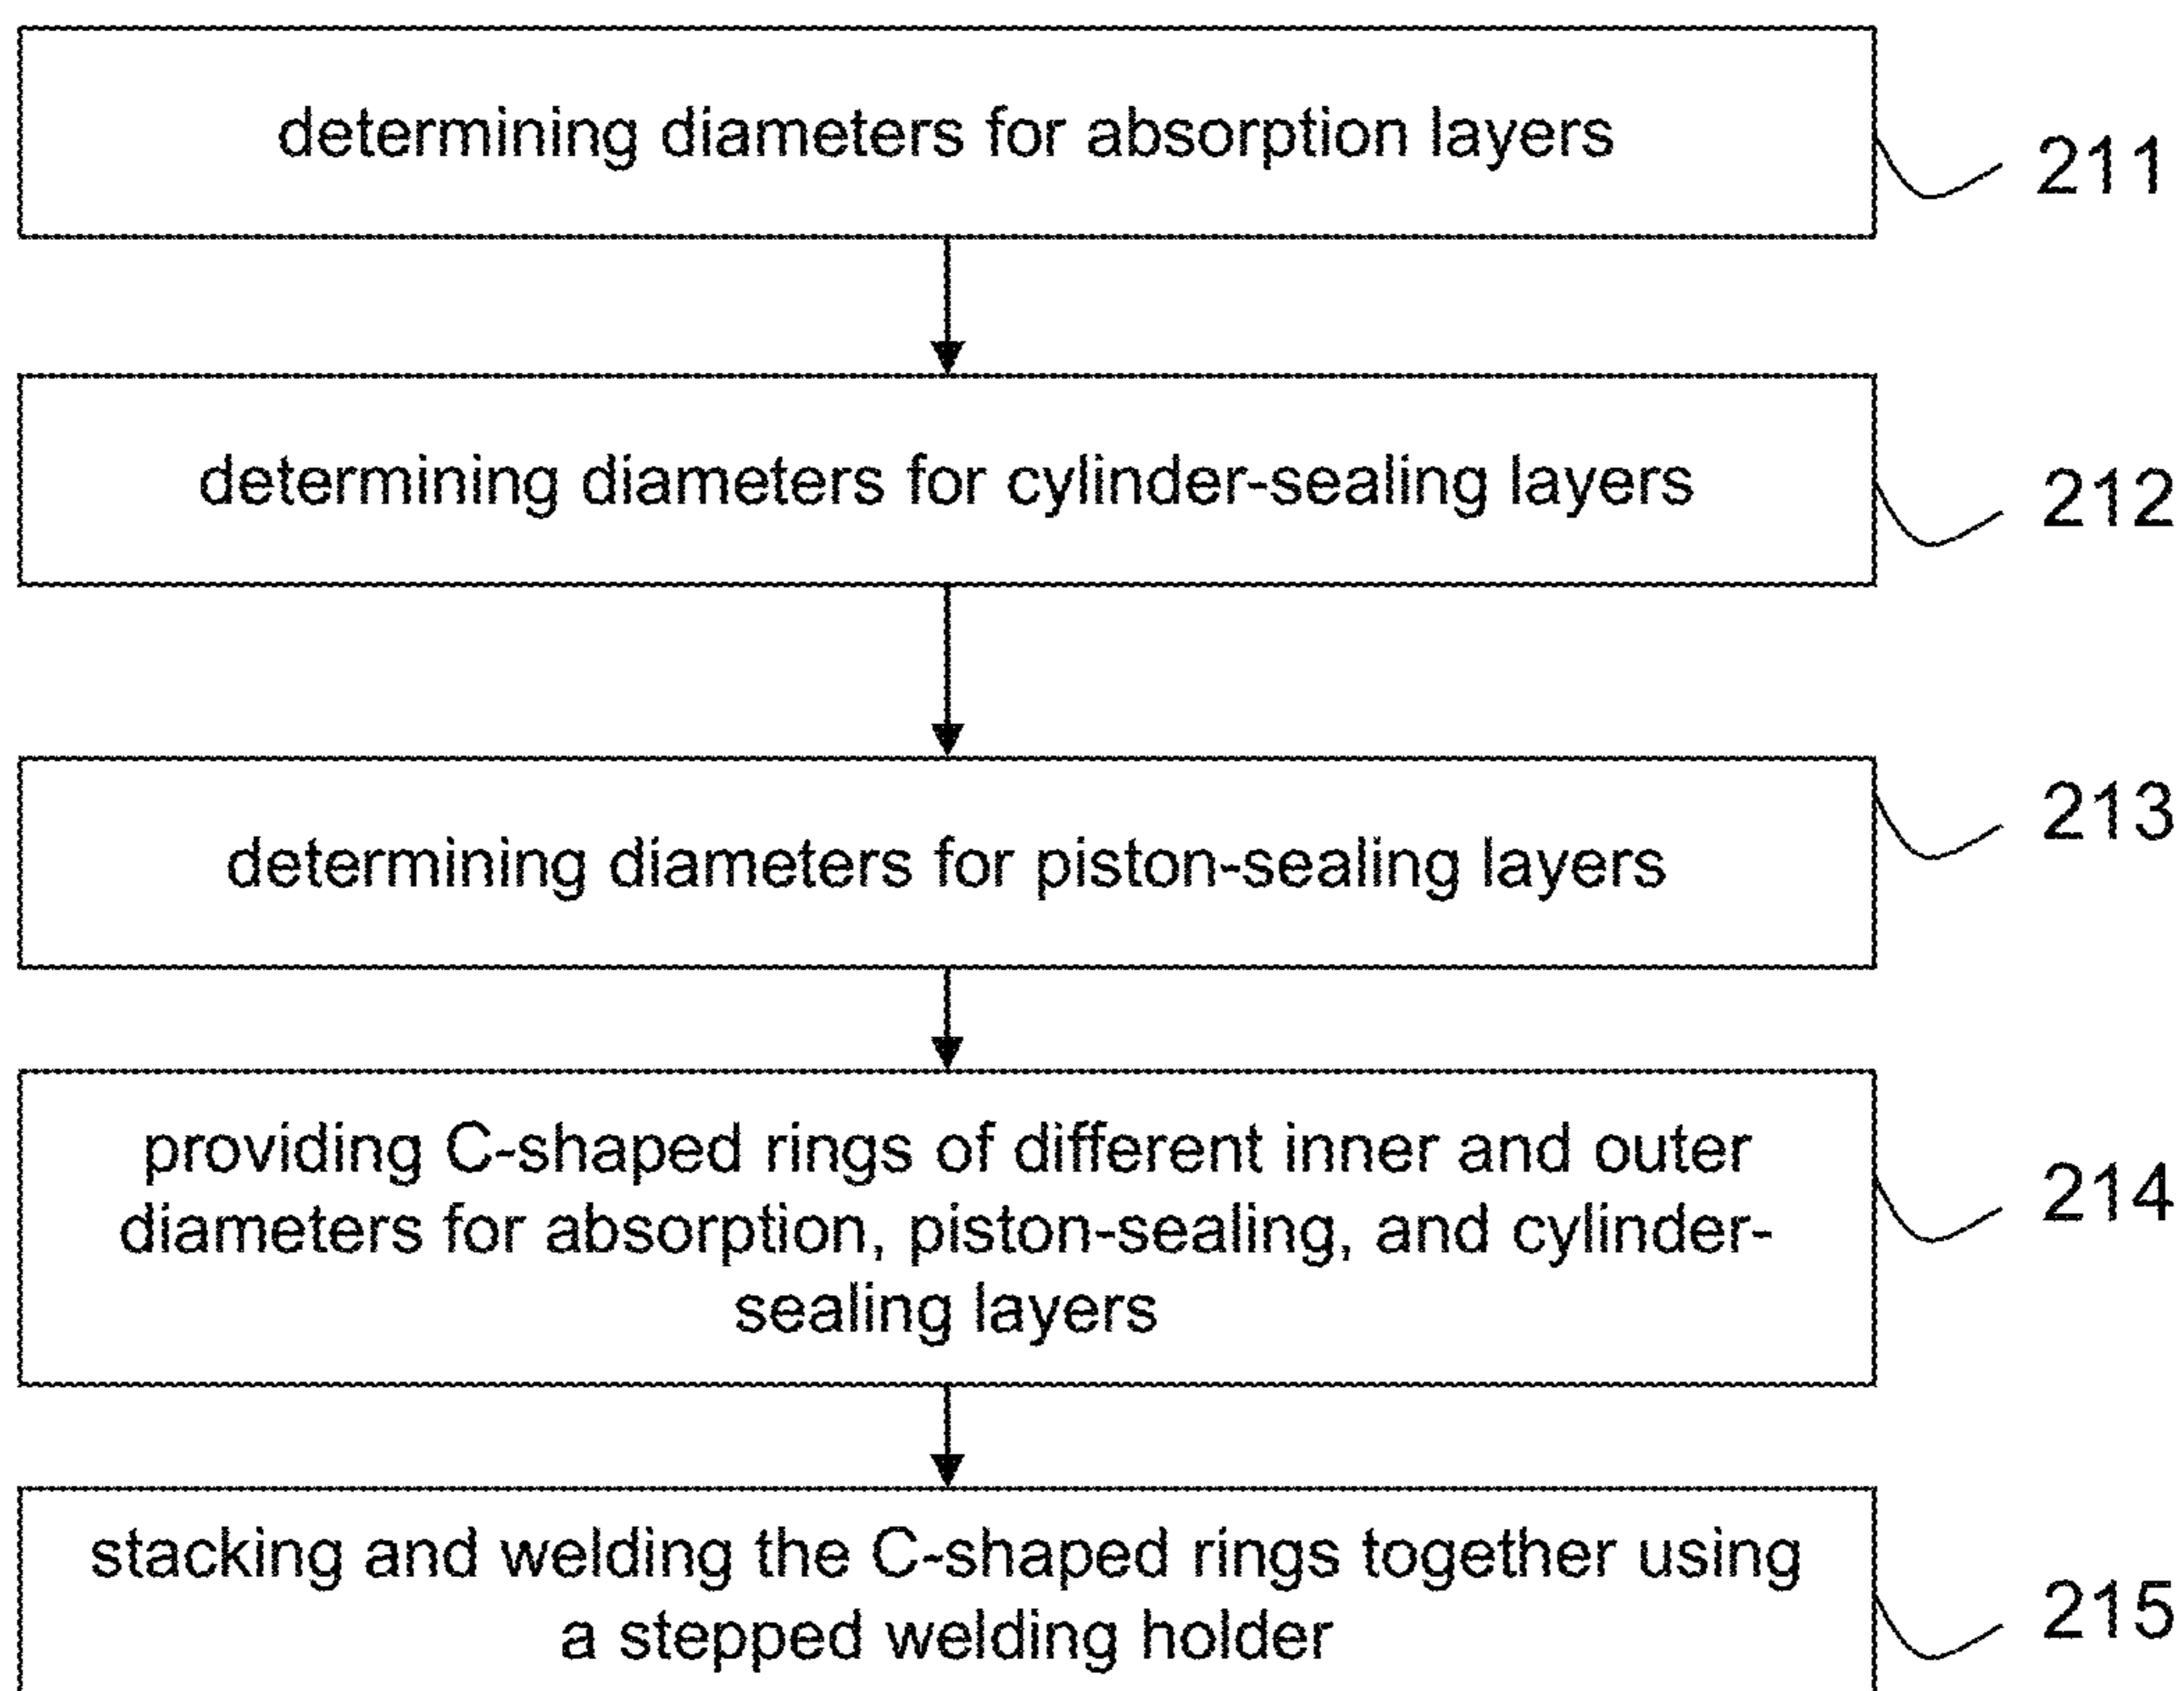 determining diameters for absorption layers
211
determining diameters for cylinder-sealing layers
212
determining diameters for piston-sealing layers
213
providing C-shaped rings of different inner and outer
diameters for absorption, piston-sealing, and cylinder-
sealing layers
214
stacking and welding the C-shaped rings together using
a stepped welding holder
215